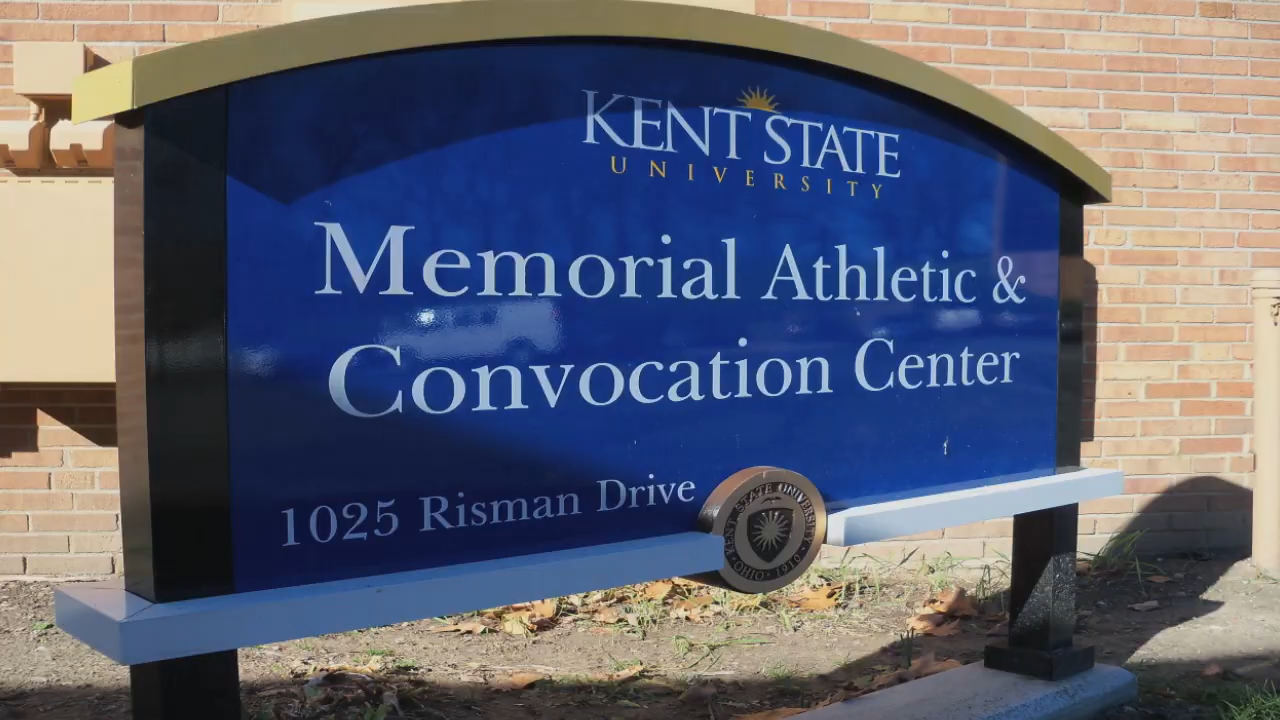 KENT STATE
UNIVERSITY
Memorial Athletic &
Convocation Center
1025 Risman Drive
KENT STATE UNIVERSITY
OHIO · 1910